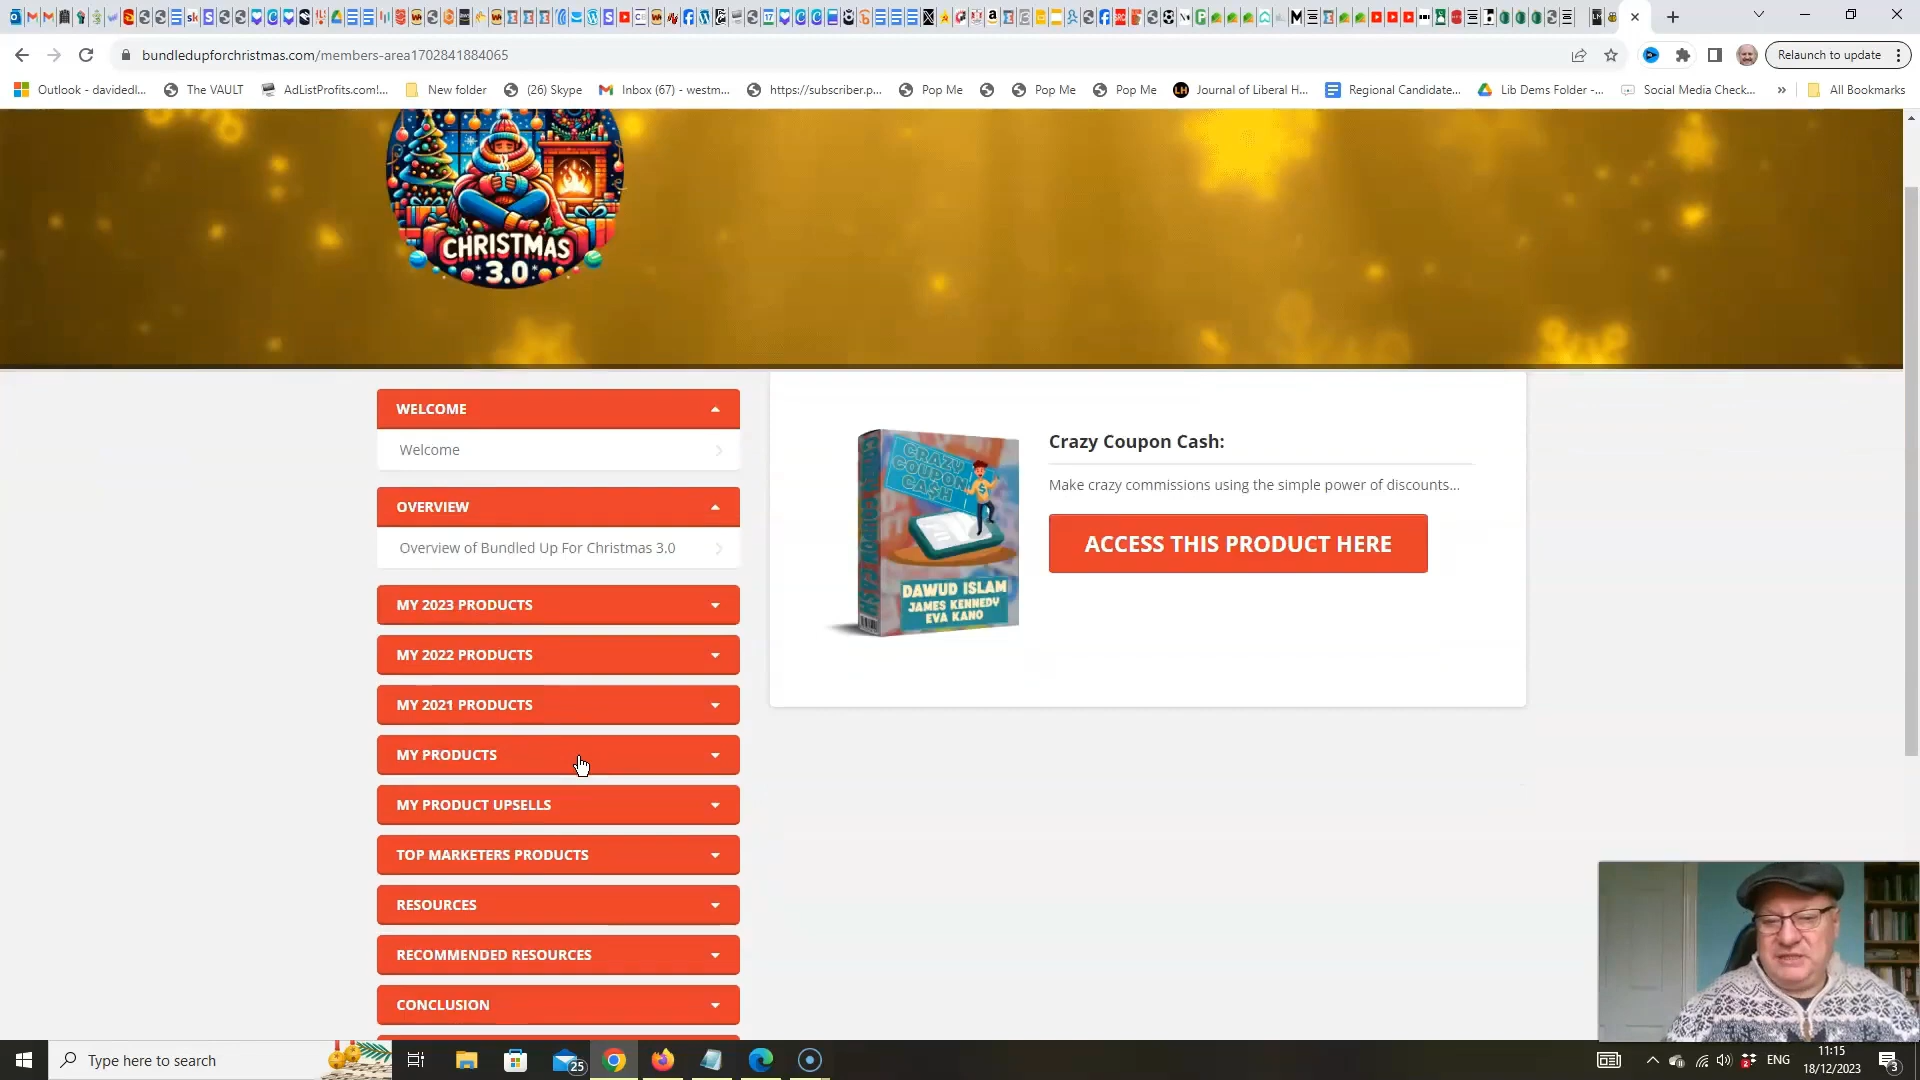 bundledupforchristmas.com/members-area1702841884065
Relaunch to update
Outlook - davidedl...
The VAULT
AdListProfits.com!...
New folder
(26) Skype
Inbox (67) - westm...
https://subscriber.p...
Pop Me
Pop Me
Pop Me
Journal of Liberal H...
Regional Candidate...
Lib Dems Folder -...
Social Media Check...
»
All Bookmarks
CHRISTMAS
3.0
WELCOME
Welcome
OVERVIEW
Overview of Bundled Up For Christmas 3.0
MY 2023 PRODUCTS
MY 2022 PRODUCTS
MY 2021 PRODUCTS
MY PRODUCTS
MY PRODUCT UPSELLS
TOP MARKETERS PRODUCTS
RESOURCES
RECOMMENDED RESOURCES
CONCLUSION
CRAZY
COUPON
CA$H
DAWUD ISLAM
JAMES KENNEDY
EVA KANO
Crazy Coupon Cash:
Make crazy commissions using the simple power of discounts...
ACCESS THIS PRODUCT HERE
Type here to search
25
ENG
11:15
18/12/2023
3